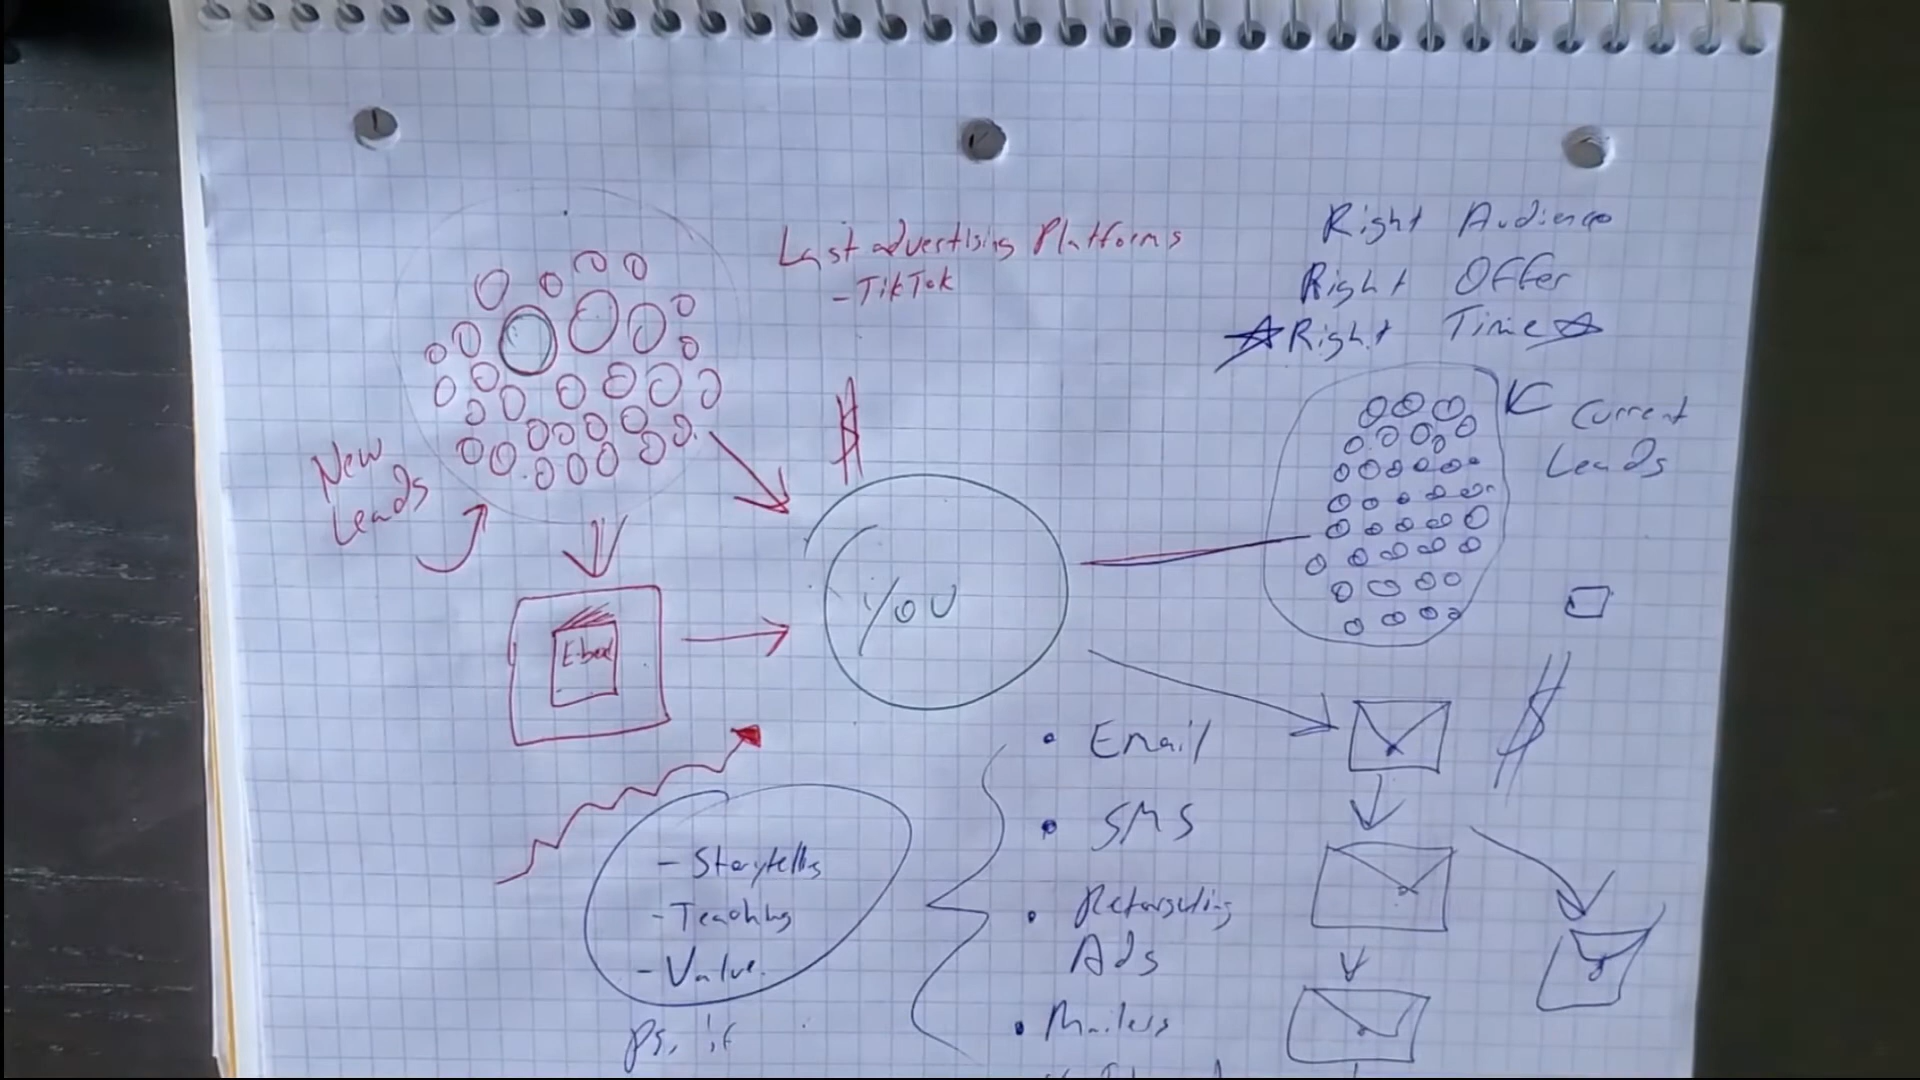 Last advertising Platforms
- TikTok
Right Audience
Right Offer
Right Time
$
New
Leads
Current
Leads
YOU
$
• Email
• SMS
• Retargeting
Ads
• Mailers
- Storytelling
- Teaching
- Value.
Ps, if